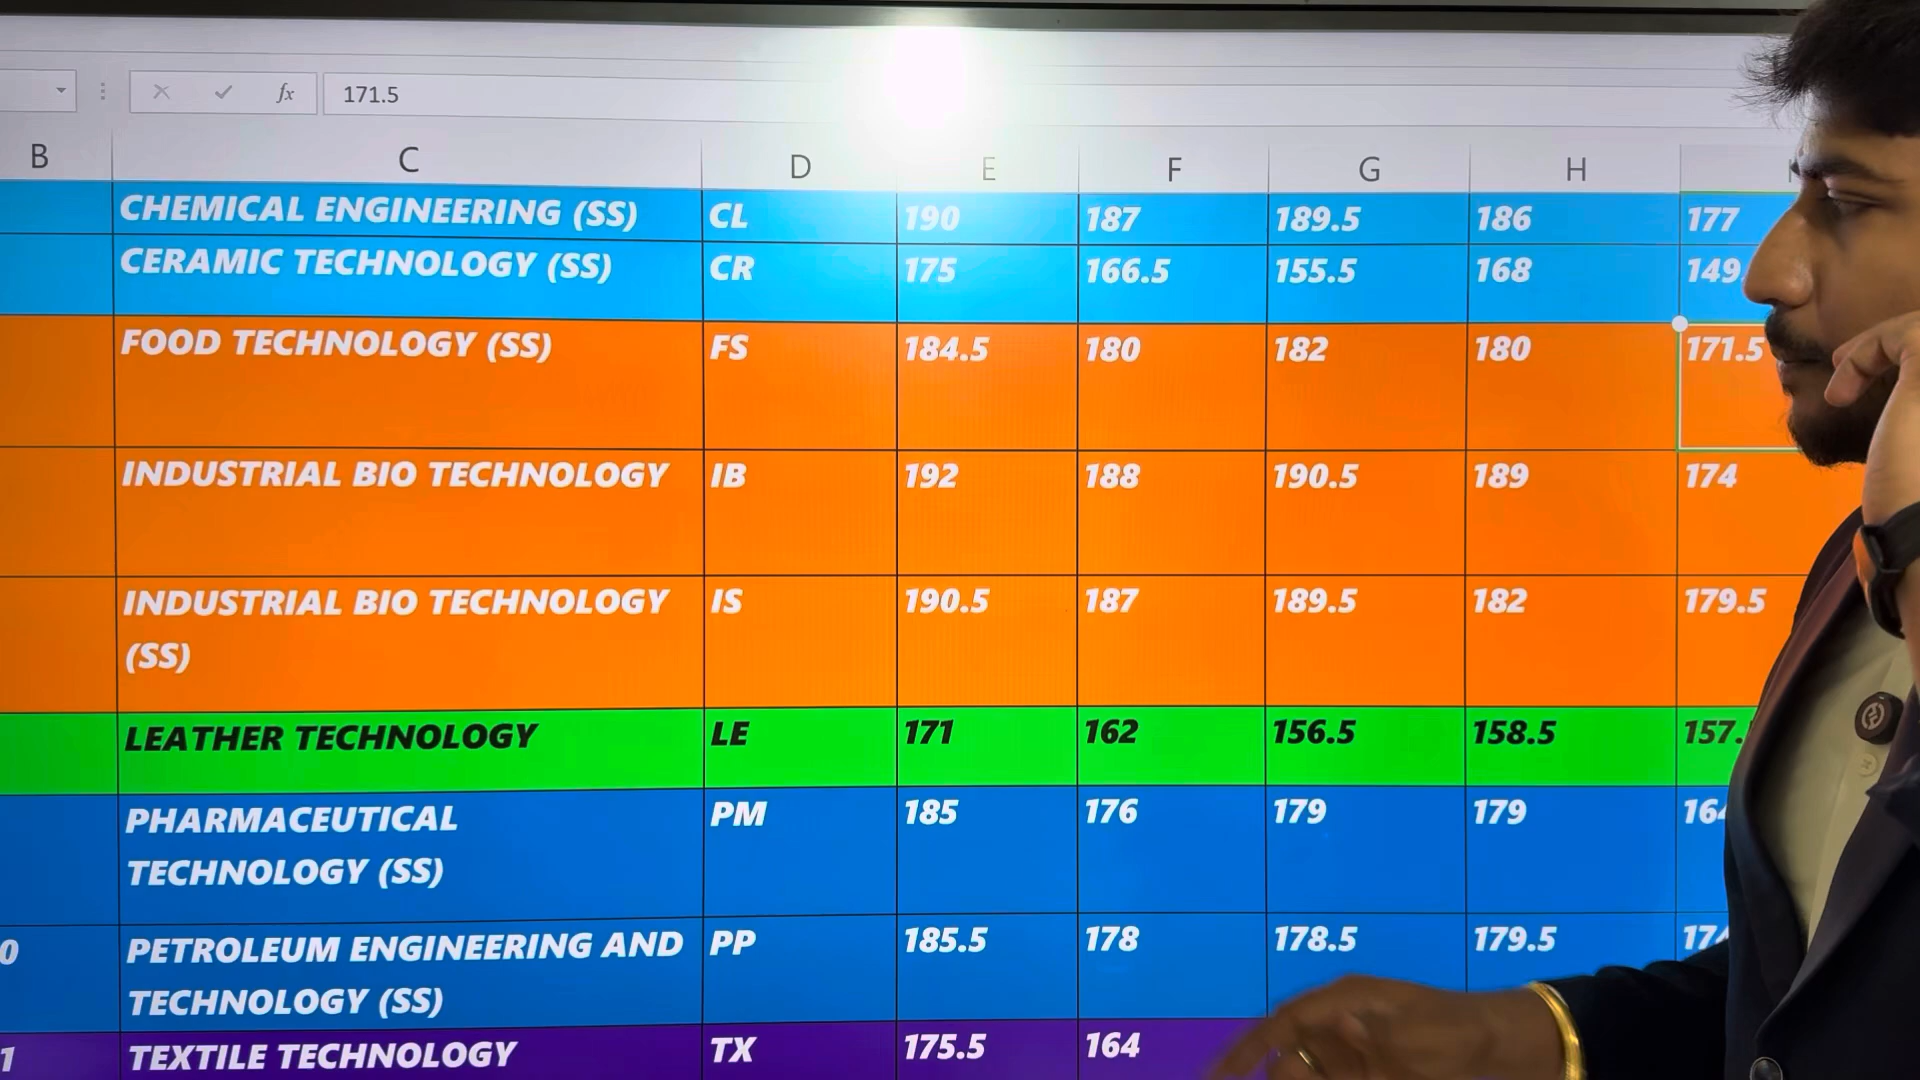 fx 171.5
B C D E F G H
CHEMICAL ENGINEERING (SS) CL 190 187 189.5 186 177
CERAMIC TECHNOLOGY (SS) CR 175 166.5 155.5 168 149
FOOD TECHNOLOGY (SS) FS 184.5 180 182 180 171.5
INDUSTRIAL BIO TECHNOLOGY IB 192 188 190.5 189 174
INDUSTRIAL BIO TECHNOLOGY IS 190.5 187 189.5 182 179.5
(SS)
LEATHER TECHNOLOGY LE 171 162 156.5 158.5 157.
PHARMACEUTICAL PM 185 176 179 179
TECHNOLOGY (SS)
0 PETROLEUM ENGINEERING AND PP 185.5 178 178.5 179.5
TECHNOLOGY (SS)
1 TEXTILE TECHNOLOGY TX 175.5 164